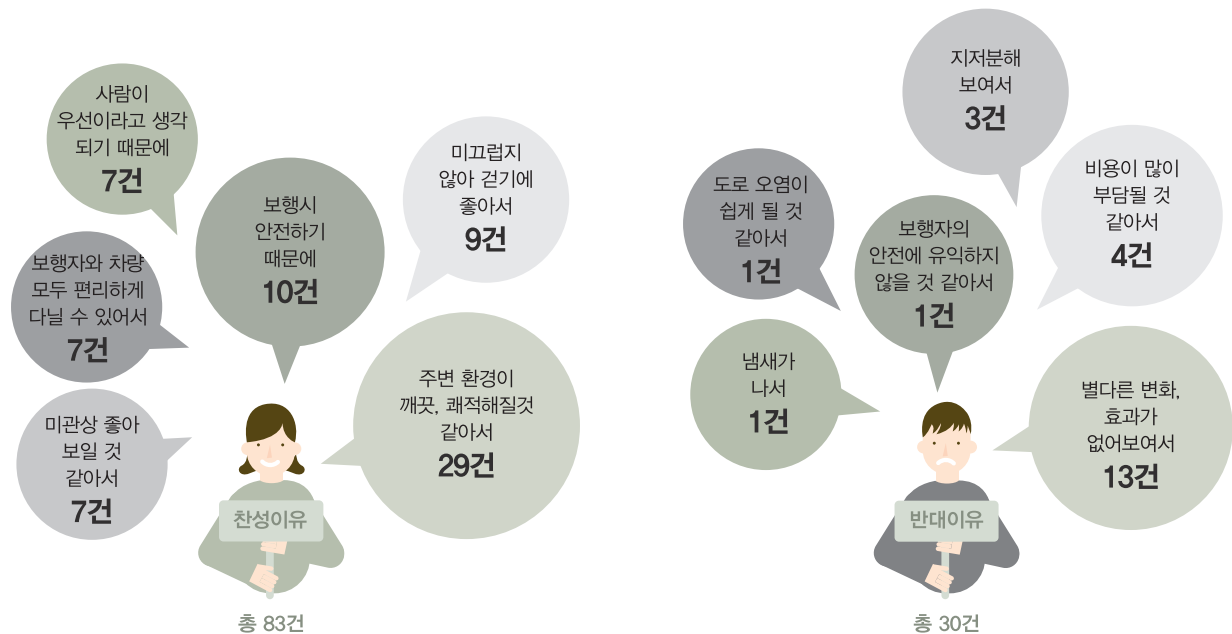 사람이
우선이라고 생각
되기 때문에
7건
보행시
안전하기
때문에
10건
미끄럽지
않아 걷기에
좋아서
9건
보행자와 차량
모두 편리하게
다닐 수 있어서
7건
주변 환경이
깨끗, 쾌적해질것
같아서
29건
미관상 좋아
보일 것
같아서
7건
찬성이유
총 83건
지저분해
보여서
3건
도로 오염이
쉽게 될 것
같아서
1건
보행자의
안전에 유익하지
않을 것 같아서
1건
비용이 많이
부담될 것
같아서
4건
냄새가
나서
1건
별다른 변화,
효과가
없어보여서
13건
반대이유
총 30건